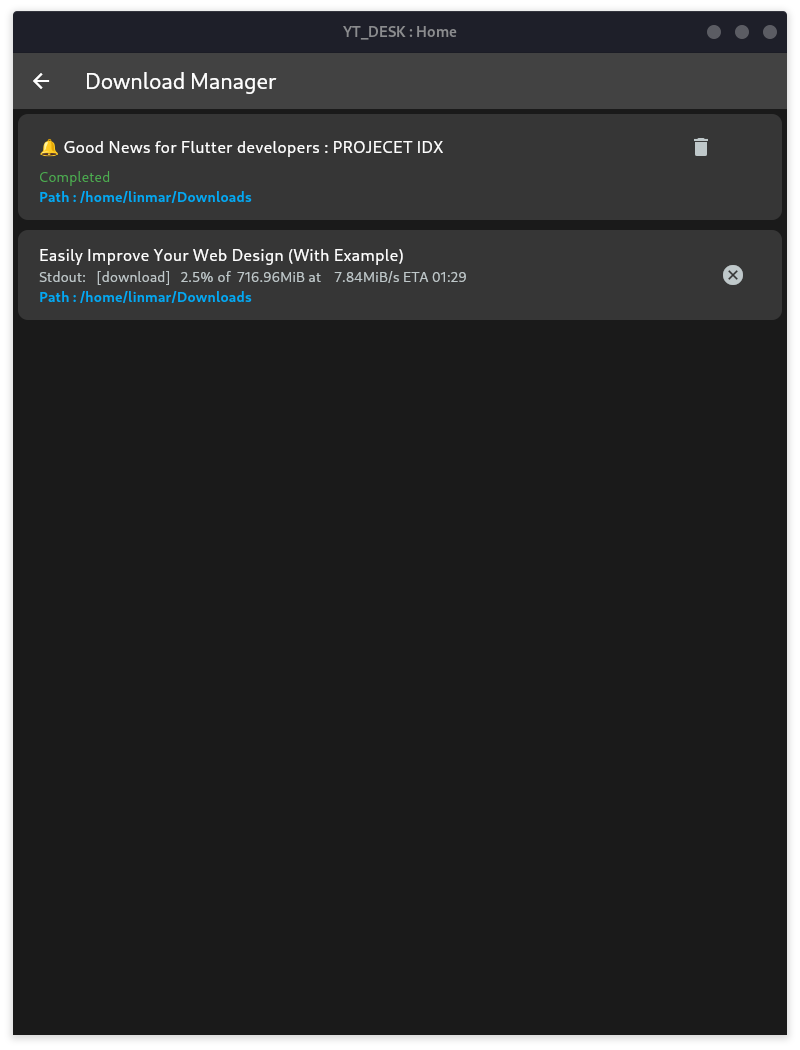 YT_DESK : Home
Download Manager
🔔 Good News for Flutter developers : PROJECET IDX
Completed
Path : /home/linmar/Downloads
Easily Improve Your Web Design (With Example)
Stdout: [download] 2.5% of 716.96MiB at 7.84MiB/s ETA 01:29
Path : /home/linmar/Downloads